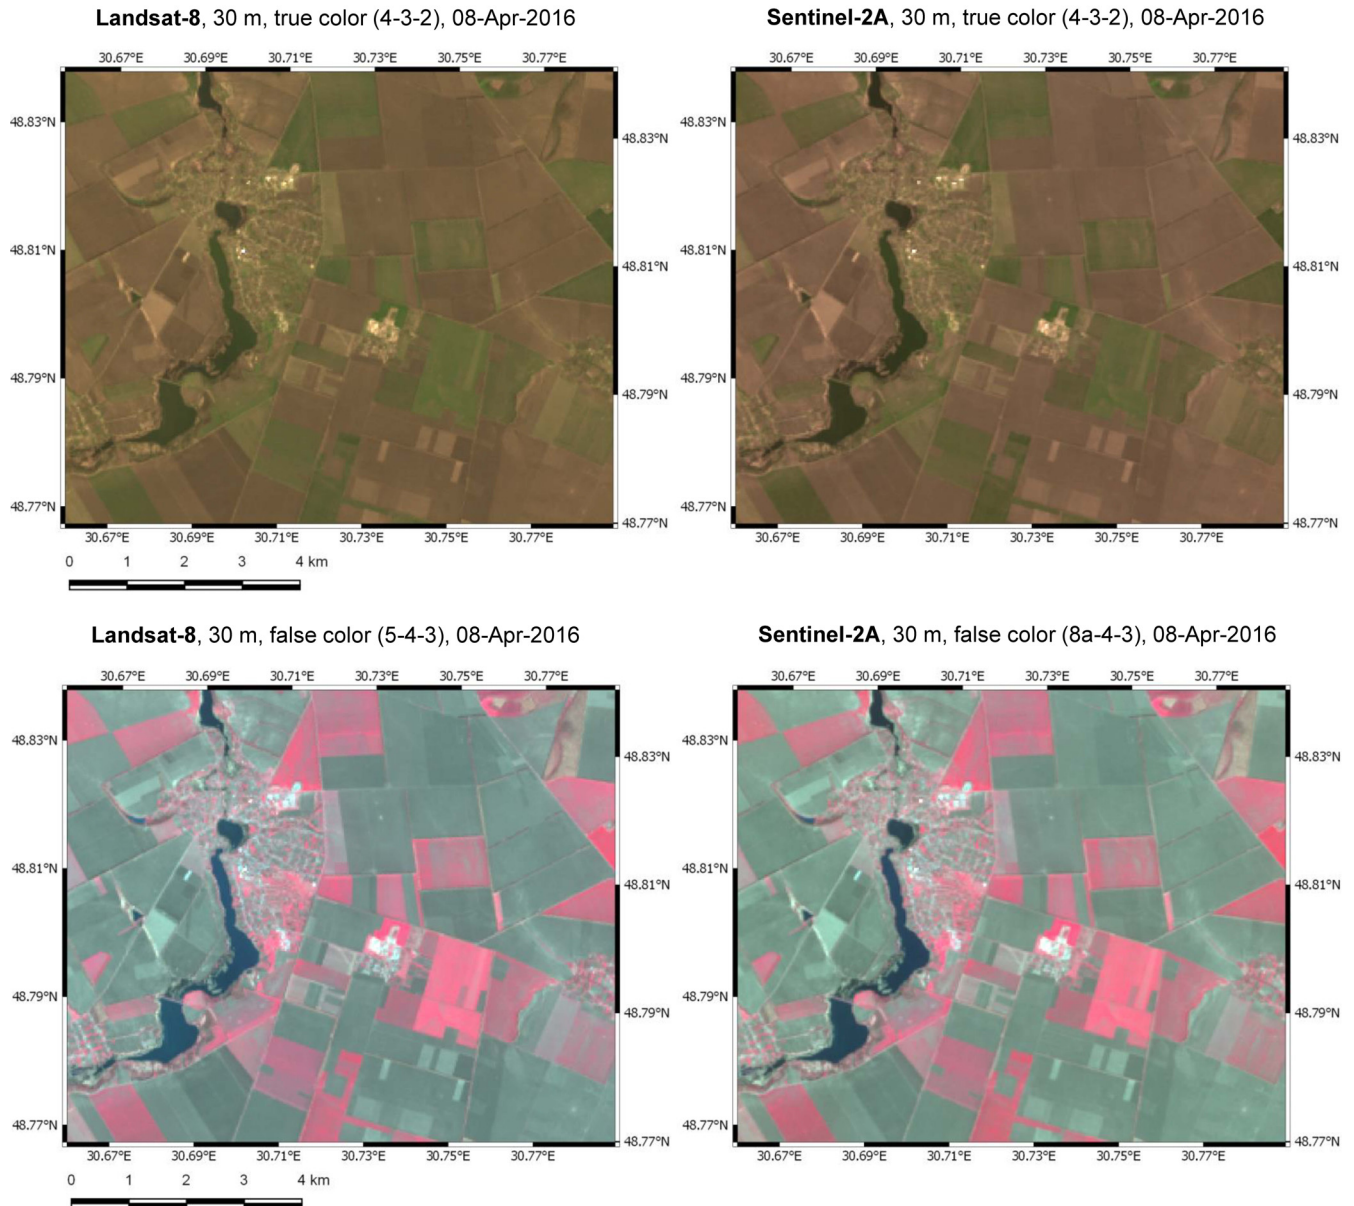 Landsat-8, 30 m, true color (4-3-2), 08-Apr-2016
Sentinel-2A, 30 m, true color (4-3-2), 08-Apr-2016
30.67°E 30.69°E 30.71°E 30.73°E 30.75°E 30.77°E
30.67°E 30.69°E 30.71°E 30.73°E 30.75°E 30.77°E
48.83°N 48.83°N 48.83°N 48.83°N
48.81°N 48.81°N 48.81°N 48.81°N
48.79°N 48.79°N 48.79°N 48.79°N
48.77°N 48.77°N 48.77°N 48.77°N
30.67°E 30.69°E 30.71°E 30.73°E 30.75°E 30.77°E
30.67°E 30.69°E 30.71°E 30.73°E 30.75°E 30.77°E
0 1 2 3 4 km
Landsat-8, 30 m, false color (5-4-3), 08-Apr-2016
Sentinel-2A, 30 m, false color (8a-4-3), 08-Apr-2016
30.67°E 30.69°E 30.71°E 30.73°E 30.75°E 30.77°E
30.67°E 30.69°E 30.71°E 30.73°E 30.75°E 30.77°E
48.83°N 48.83°N 48.83°N 48.83°N
48.81°N 48.81°N 48.81°N 48.81°N
48.79°N 48.79°N 48.79°N 48.79°N
48.77°N 48.77°N 48.77°N 48.77°N
30.67°E 30.69°E 30.71°E 30.73°E 30.75°E 30.77°E
30.67°E 30.69°E 30.71°E 30.73°E 30.75°E 30.77°E
0 1 2 3 4 km